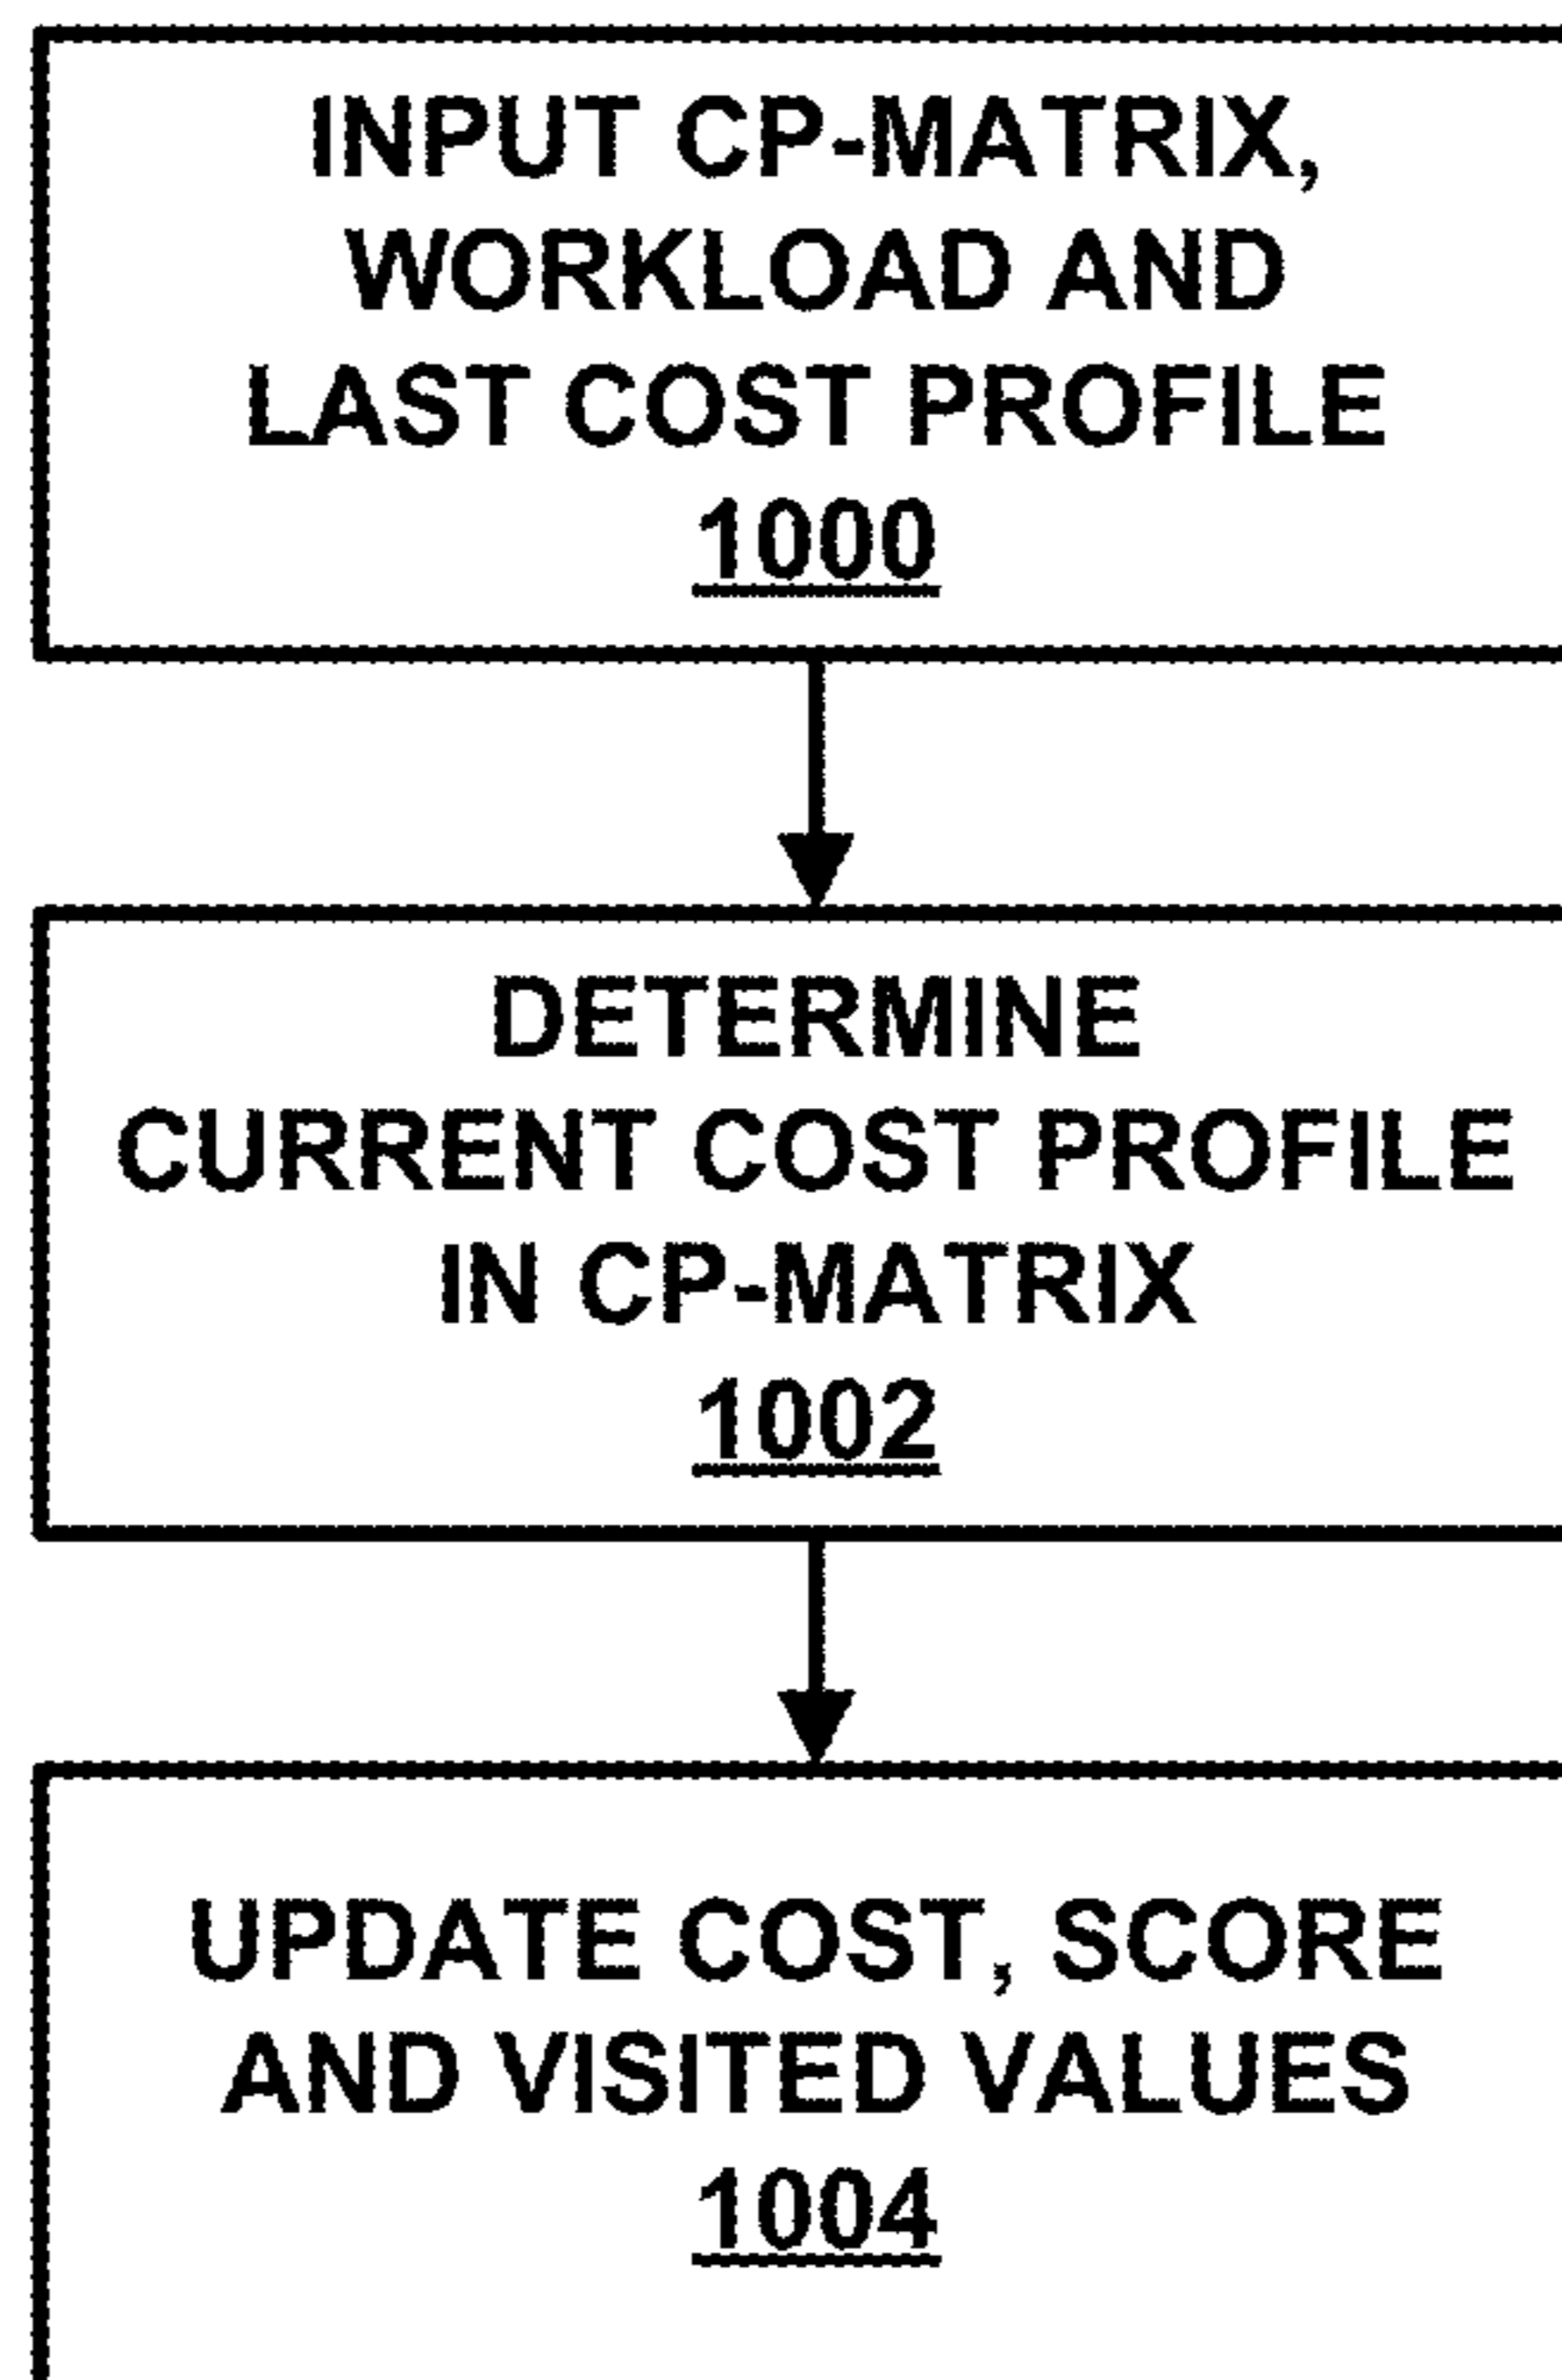 INPUT CP-MATRIX,
WORKLOAD AND
LAST COST PROFILE
1000
DETERMINE
CURRENT COST PROFILE
IN CP-MATRIX
1002
UPDATE COST, SCORE
AND VISITED VALUES
1004